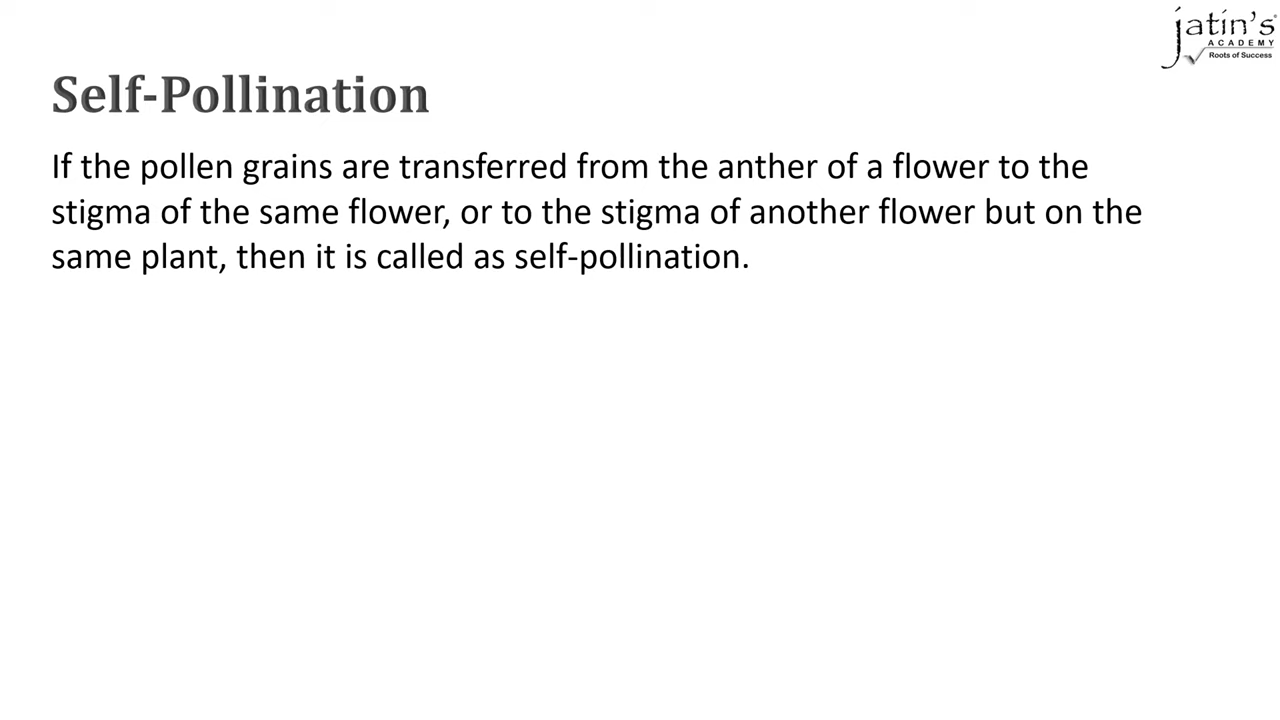 jatin's
ACADEMY
Roots of Success
Self-Pollination
If the pollen grains are transferred from the anther of a flower to the
stigma of the same flower, or to the stigma of another flower but on the
same plant, then it is called as self-pollination.